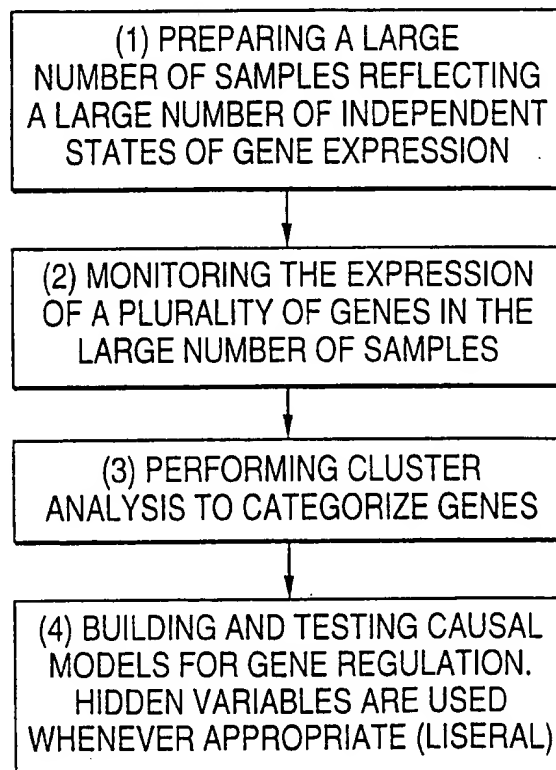 (1) PREPARING A LARGE
NUMBER OF SAMPLES REFLECTING
A LARGE NUMBER OF INDEPENDENT
STATES OF GENE EXPRESSION
(2) MONITORING THE EXPRESSION
OF A PLURALITY OF GENES IN THE
LARGE NUMBER OF SAMPLES
(3) PERFORMING CLUSTER
ANALYSIS TO CATEGORIZE GENES
(4) BUILDING AND TESTING CAUSAL
MODELS FOR GENE REGULATION.
HIDDEN VARIABLES ARE USED
WHENEVER APPROPRIATE (LISERAL)